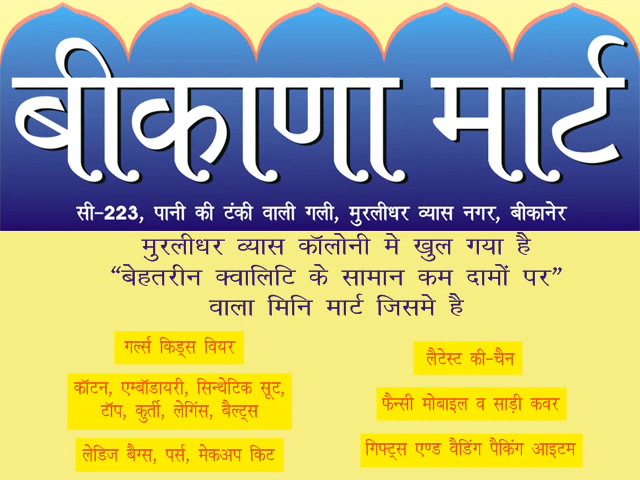 बीकाणा मार्ट
सी-223, पानी की टंकी वाली गली, मुरलीधर व्यास नगर, बीकानेर
मुरलीधर व्यास कॉलोनी मे खुल गया है
“बेहतरीन क्वालिटि के सामान कम दामों पर”
वाला मिनि मार्ट जिसमे है
गर्ल्स किड्स वियर
कॉटन, एम्बॉडायरी, सिन्थेटिक सूट,
टॉप, कुर्ती, लेगिंस, बैल्ट्स
लेडिज बैग्स, पर्स, मेकअप किट
लैटेस्ट की-चैन
फैन्सी मोबाइल व साड़ी कवर
गिफ्ट्स एण्ड वैडिंग पैकिंग आइटम